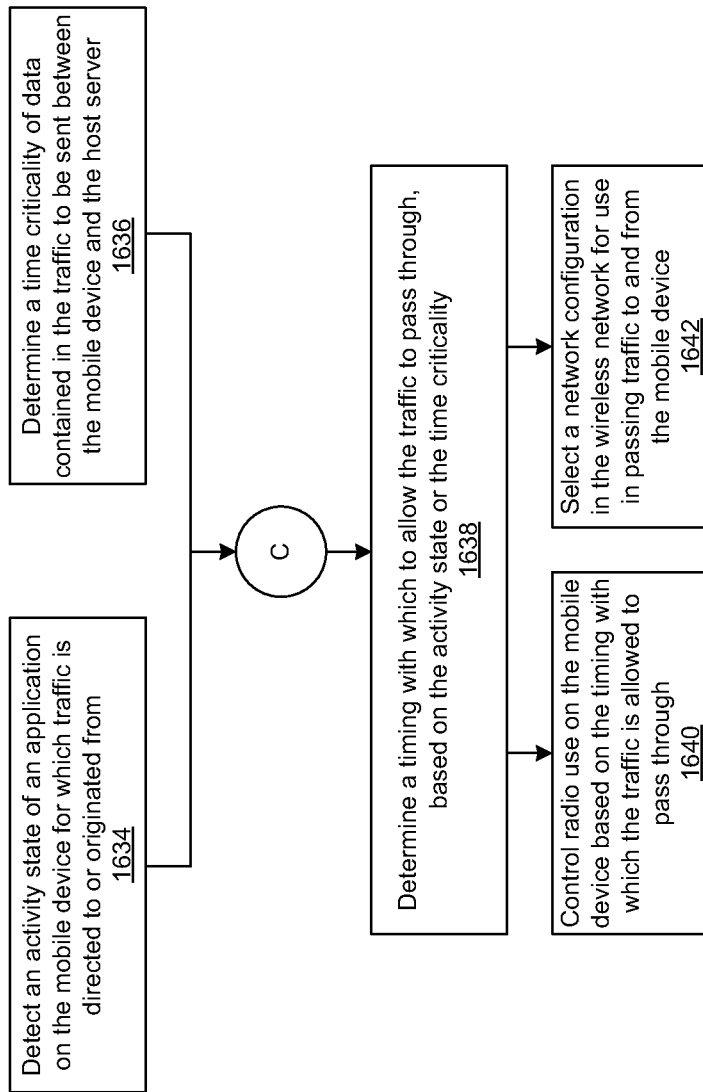 Detect an activity state of an application
on the mobile device for which traffic is
directed to or originated from
1634
Determine a time criticality of data
contained in the traffic to be sent between
the mobile device and the host server
1636
C
Determine a timing with which to allow the traffic to pass through,
based on the activity state or the time criticality
1638
Control radio use on the mobile
device based on the timing with
which the traffic is allowed to
pass through
1640
Select a network configuration
in the wireless network for use
in passing traffic to and from
the mobile device
1642